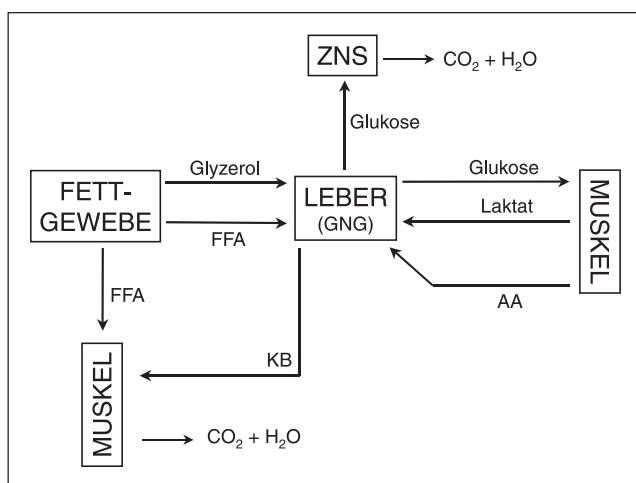 ZNS
CO₂ + H₂O
Glukose
Glyzerol
Glukose
FETT-
GEWEBE
LEBER
(GNG)
MUSKEL
Laktat
FFA
FFA
AA
KB
MUSKEL
CO₂ + H₂O